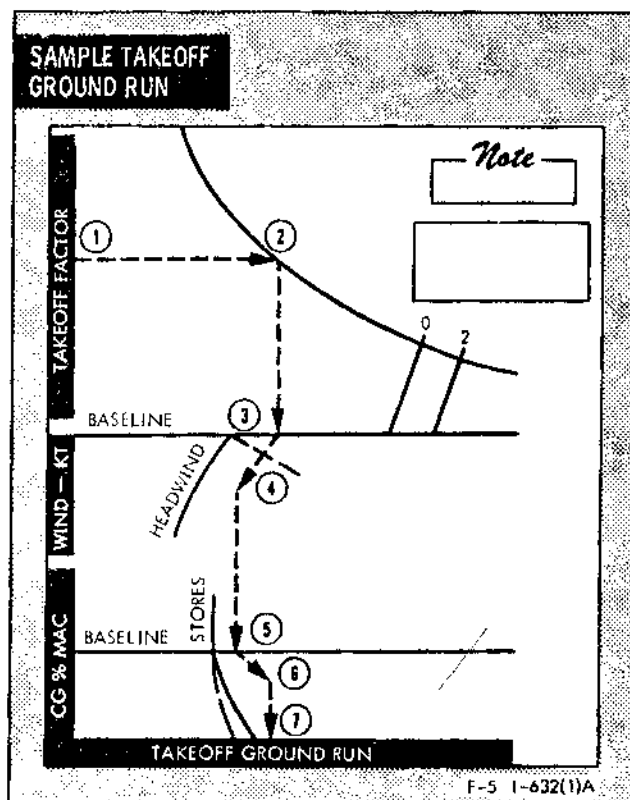 SAMPLE TAKEOFF
GROUND RUN
Note
TAKEOFF FACTOR
1
2
0
2
BASELINE
3
WIND – KT
HEADWIND
4
STORES
CG % MAC
BASELINE
5
6
7
TAKEOFF GROUND RUN
F-5 1-632(1)A